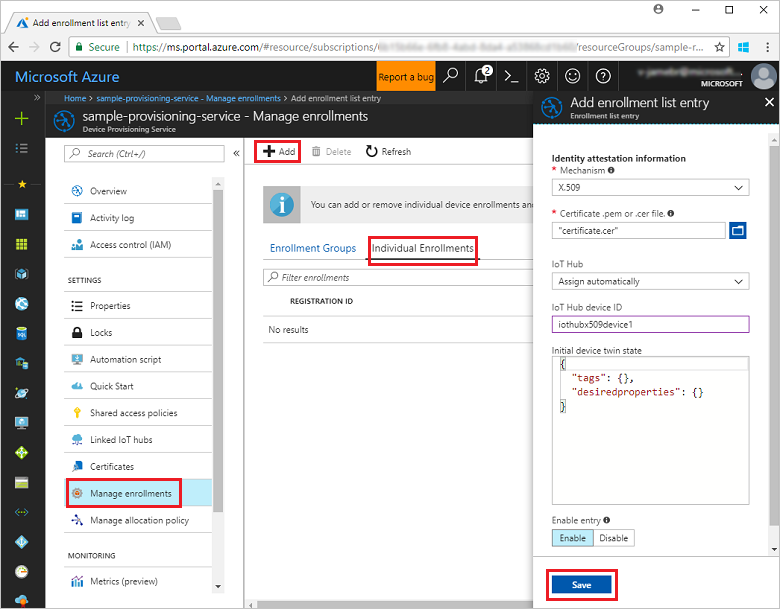 Add enrollment list entry
Secure
https://ms.portal.azure.com/#resource/subscriptions/
/resourceGroups/sample-r...
Microsoft Azure
Report a bug
2
MICROSOFT
Home > sample-provisioning-service - Manage enrollments > Add enrollment list entry
sample-provisioning-service - Manage enrollments
Device Provisioning Service
Search (Ctrl+/)
Overview
Activity log
Access control (IAM)
SETTINGS
Properties
Locks
Automation script
Quick Start
Shared access policies
Linked IoT hubs
Certificates
Manage enrollments
Manage allocation policy
MONITORING
Metrics (preview)
Add
Delete
Refresh
You can add or remove individual device enrollments and
Enrollment Groups
Individual Enrollments
Filter enrollments
REGISTRATION ID
No results
Add enrollment list entry
Enrollment list entry
Identity attestation information
* Mechanism
X.509
* Certificate .pem or .cer file.
"certificate.cer"
IoT Hub
Assign automatically
IoT Hub device ID
iothubx509device1
Initial device twin state
{
"tags": {},
"desiredproperties": {}
}
Enable entry
Enable
Disable
Save